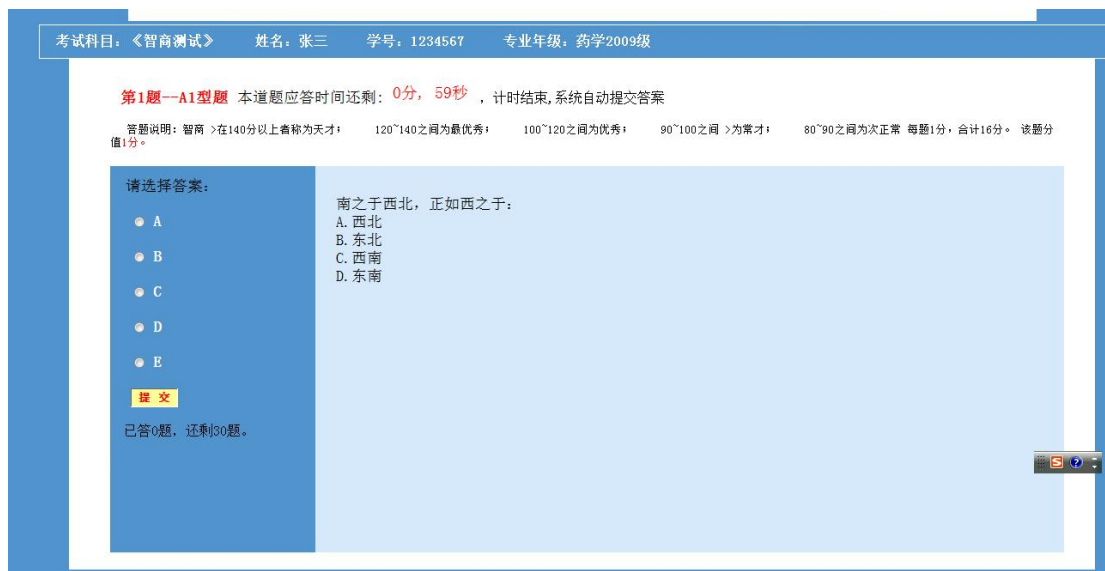 考试科目：《智商测试》 姓名：张三 学号：1234567 专业年级：药学2009级
第1题--A1型题 本道题应答时间还剩： 0分， 59秒 ，计时结束,系统自动提交答案
答题说明：智商 >在140分以上者称为天才； 120~140之间为最优秀； 100~120之间为优秀； 90~100之间 >为常才； 80~90之间为次正常 每题1分，合计16分。 该题分
值1分。
请选择答案：
A
B
C
D
E
提 交
已答0题，还剩30题。
南之于西北，正如西之于：
A.西北
B.东北
C.西南
D.东南
S ?